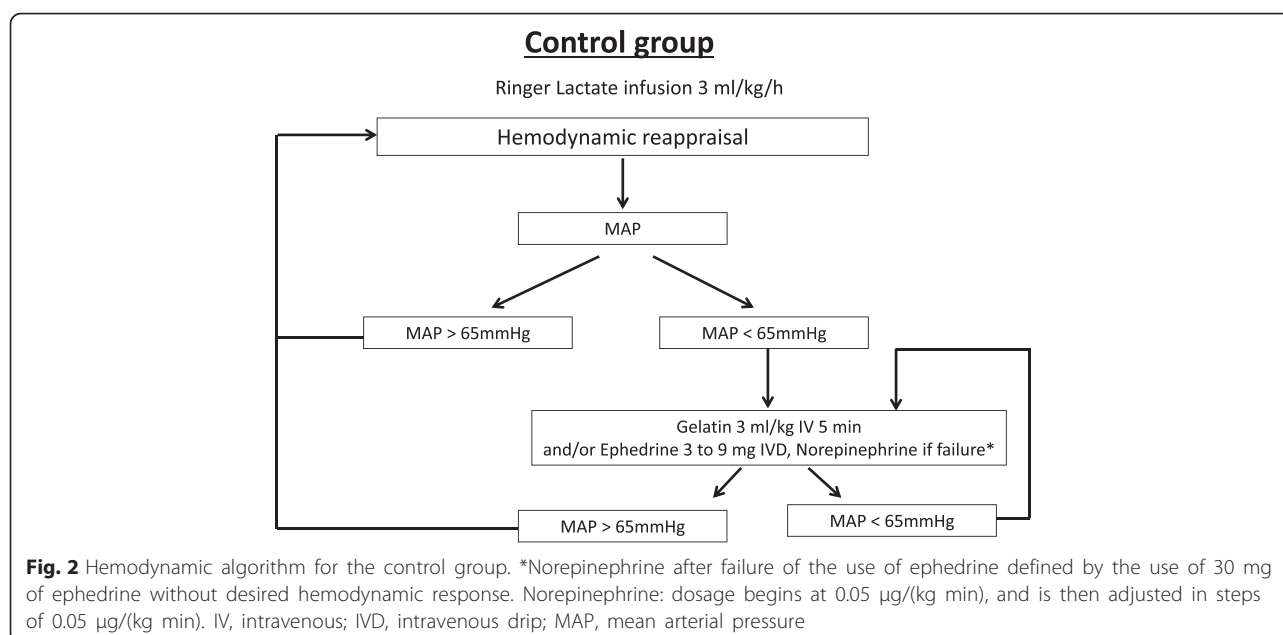 Control group
Ringer Lactate infusion 3 ml/kg/h
Hemodynamic reappraisal
MAP
MAP > 65mmHg
MAP < 65mmHg
Gelatin 3 ml/kg IV 5 min
and/or Ephedrine 3 to 9 mg IVD, Norepinephrine if failure*
MAP > 65mmHg
MAP < 65mmHg
Fig. 2 Hemodynamic algorithm for the control group. *Norepinephrine after failure of the use of ephedrine defined by the use of 30 mg
of ephedrine without desired hemodynamic response. Norepinephrine: dosage begins at 0.05 μg/(kg min), and is then adjusted in steps
of 0.05 μg/(kg min). IV, intravenous; IVD, intravenous drip; MAP, mean arterial pressure